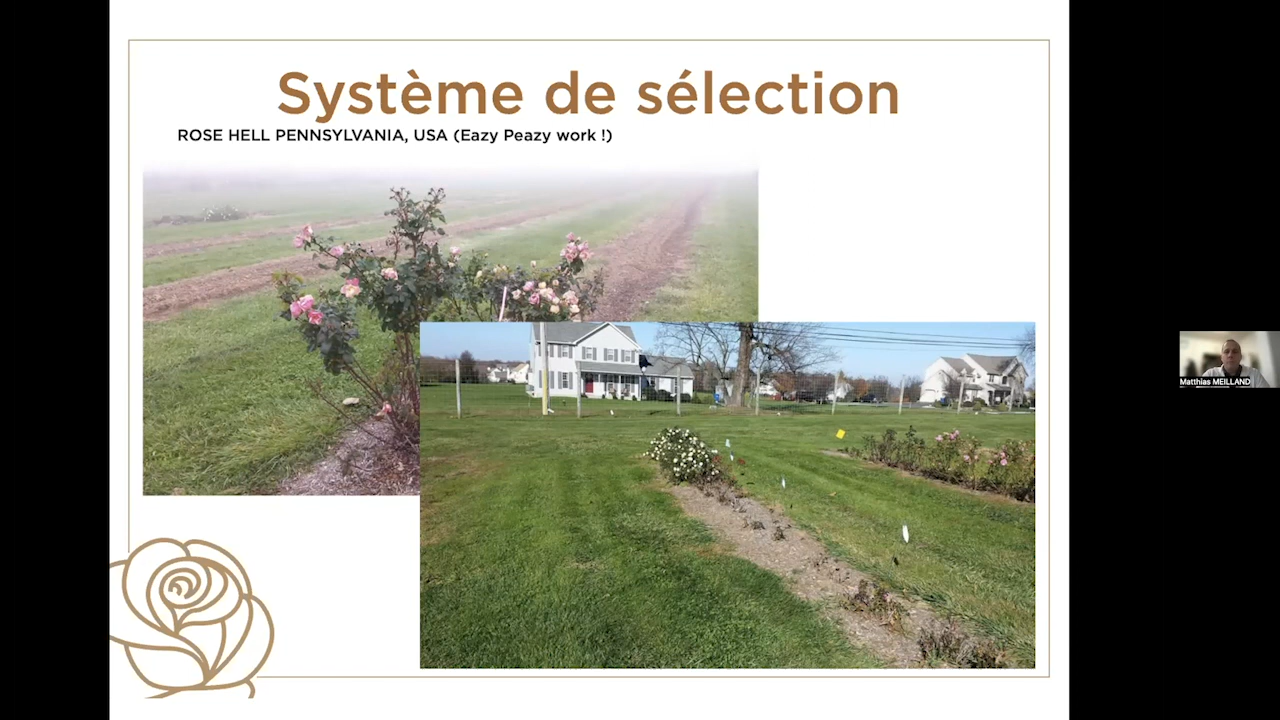 Système de sélection
ROSE HELL PENNSYLVANIA, USA (Eazy Peazy work !)
Matthias MEILLAND